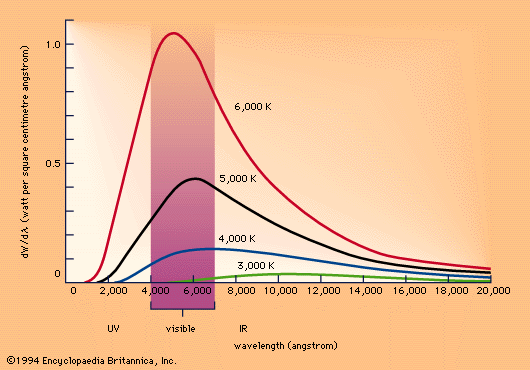 dW/dλ (watt per square centimetre angstrom)
1.0
0.5
0
6,000 K
5,000 K
4,000 K
3,000 K
0 2,000 4,000 6,000 8,000 10,000 12,000 14,000 16,000 18,000 20,000
UV visible IR
wavelength (angstrom)
©1994 Encyclopaedia Britannica, Inc.